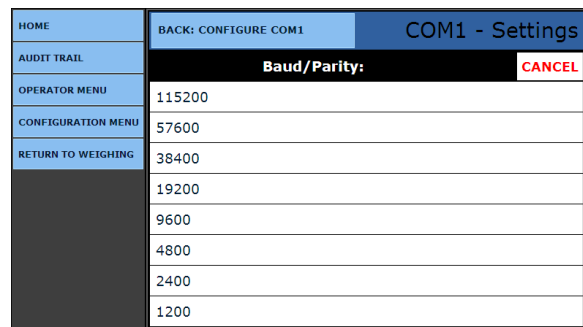 HOME
AUDIT TRAIL
OPERATOR MENU
CONFIGURATION MENU
RETURN TO WEIGHING
BACK: CONFIGURE COM1
COM1 - Settings
Baud/Parity:
CANCEL
115200
57600
38400
19200
9600
4800
2400
1200